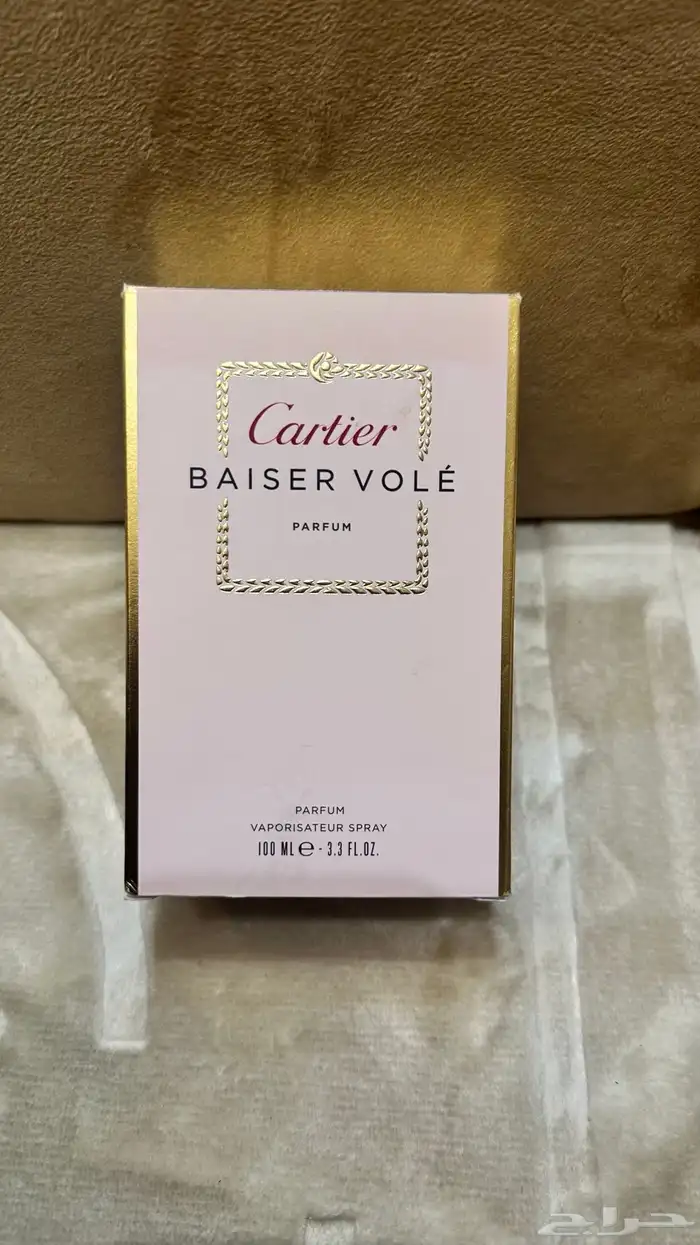 Cartier
BAISER VOLÉ
PARFUM
PARFUM
VAPORISATEUR SPRAY
100 ML e - 3.3 FL.OZ.
حراج